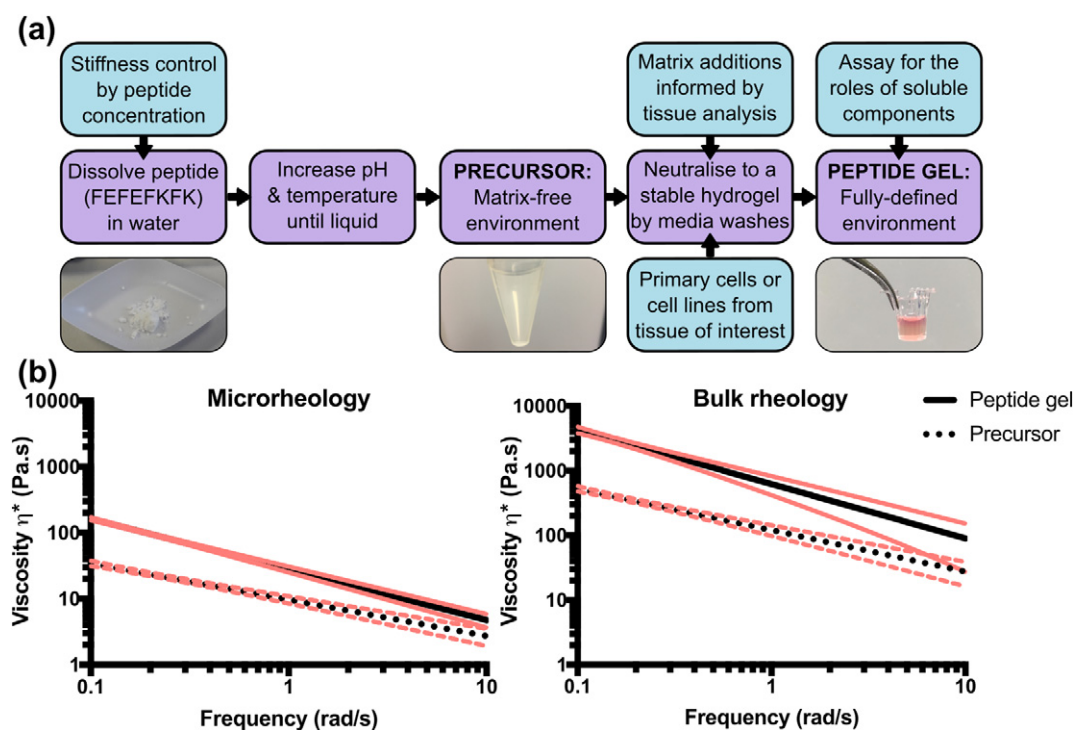 (a)
Stiffness control
by peptide
concentration
Matrix additions
informed by
tissue analysis
Assay for the
roles of soluble
components
Dissolve peptide
(FEFEFKFK)
in water
Increase pH
& temperature
until liquid
PRECURSOR:
Matrix-free
environment
Neutralise to a
stable hydrogel
by media washes
PEPTIDE GEL:
Fully-defined
environment
Primary cells or
cell lines from
tissue of interest
(b)
Microrheology
Viscosity η* (Pa.s)
10000
1000
100
10
1
0.1
1
10
Frequency (rad/s)
Bulk rheology
Viscosity η* (Pa.s)
10000
1000
100
10
1
0.1
1
10
Frequency (rad/s)
Peptide gel
Precursor